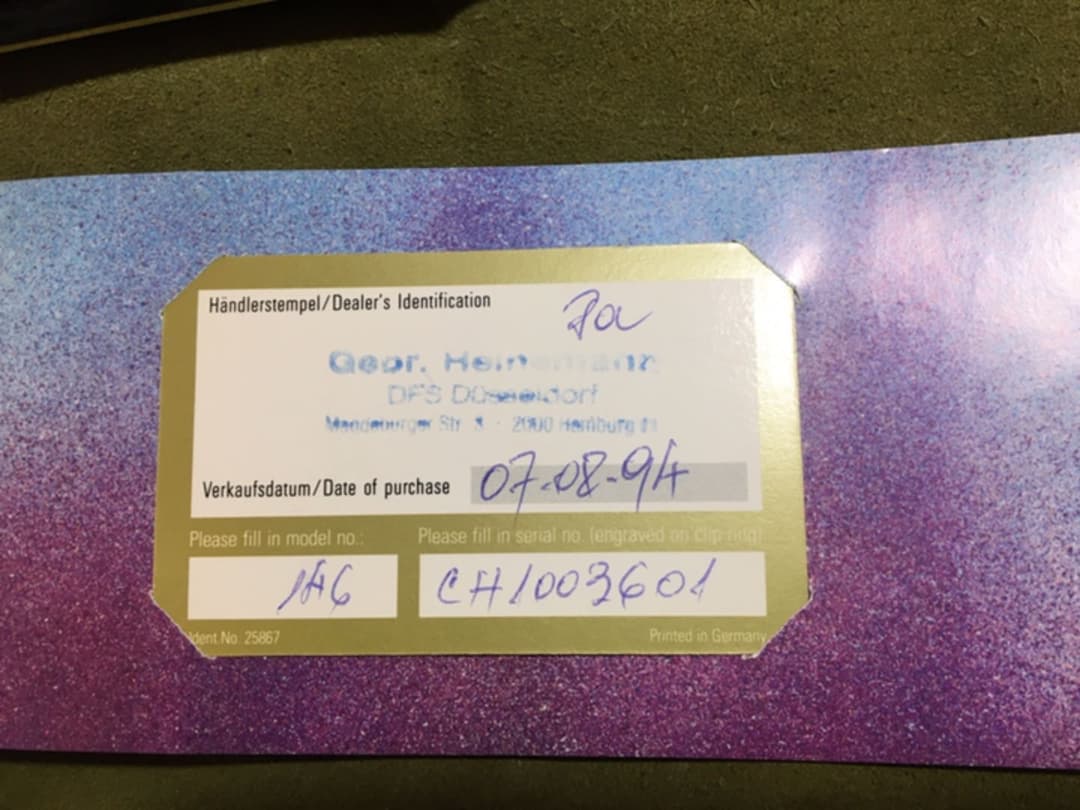 Händlerstempel/Dealer's Identification
Gebr. Heinemann
DFS Düsseldorf
Str. 3 · 2000 Hamburg 11
Verkaufsdatum/Date of purchase 07-08-94
Please fill in model no.: Please fill in serial no. (engraved on clip ring)
146 CH1003601
Ident.No. 25867 Printed in Germany